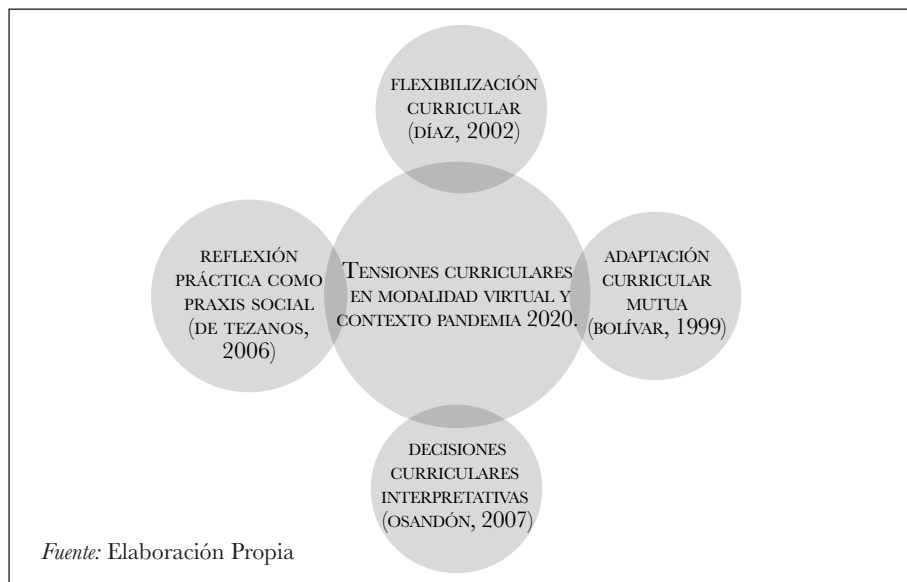 FLEXIBILIZACIÓN
CURRICULAR
(DÍAZ, 2002)
REFLEXIÓN
PRÁCTICA COMO
PRAXIS SOCIAL
(DE TEZANOS,
2006)
TENSIONES CURRICULARES
EN MODALIDAD VIRTUAL Y
CONTEXTO PANDEMIA 2020.
ADAPTACIÓN
CURRICULAR
MUTUA
(BOLÍVAR, 1999)
DECISIONES
CURRICULARES
INTERPRETATIVAS
(OSANDÓN, 2007)
Fuente: Elaboración Propia